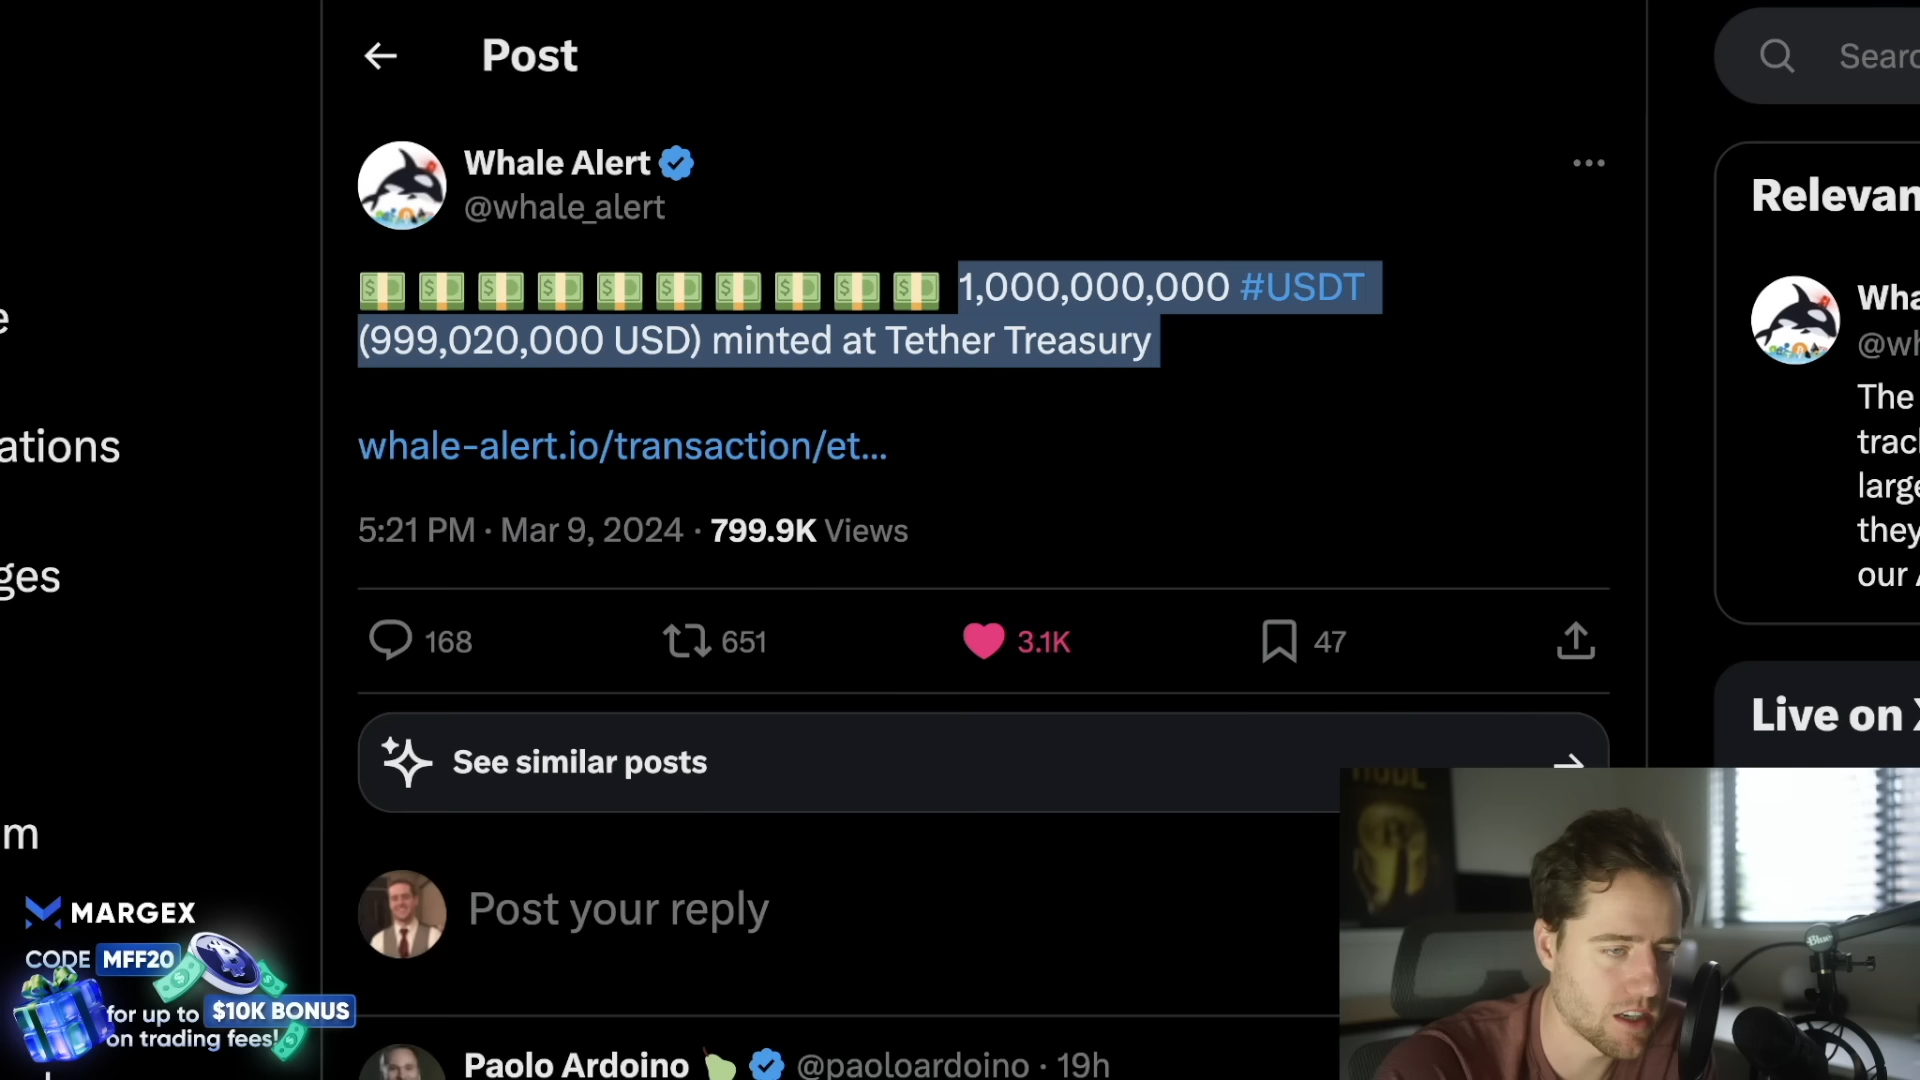 Post
Searc
Whale Alert
@whale_alert
1,000,000,000 #USDT
(999,020,000 USD) minted at Tether Treasury
whale-alert.io/transaction/et...
5:21 PM · Mar 9, 2024 · 799.9K Views
168 651 3.1K 47
See similar posts
Post your reply
Paolo Ardoino @paoloardoino · 19h
Relevan
Wha
@wh
The
trac
large
they
our
Live on X
e
ations
ges
m
MARGEX
CODE MFF20
for up to $10K BONUS
on trading fees!
Blue